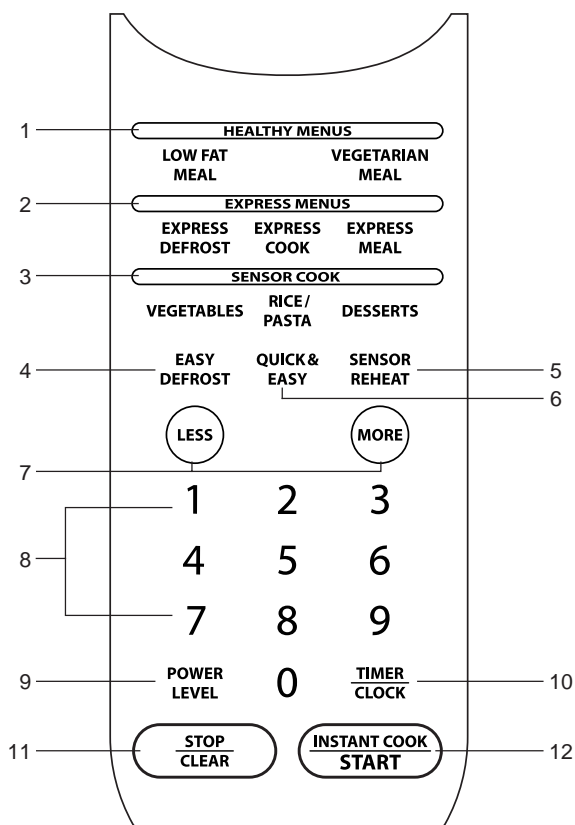 1
HEALTHY MENUS
LOW FAT
MEAL
VEGETARIAN
MEAL
2
EXPRESS MENUS
EXPRESS
DEFROST
EXPRESS
COOK
EXPRESS
MEAL
3
SENSOR COOK
VEGETABLES
RICE/
PASTA
DESSERTS
4
EASY
DEFROST
QUICK &
EASY
SENSOR
REHEAT
5
6
LESS
MORE
7
1 2 3
8
4 5 6
7 8 9
9
POWER
LEVEL
0
TIMER
CLOCK
10
11
STOP
CLEAR
INSTANT COOK
START
12